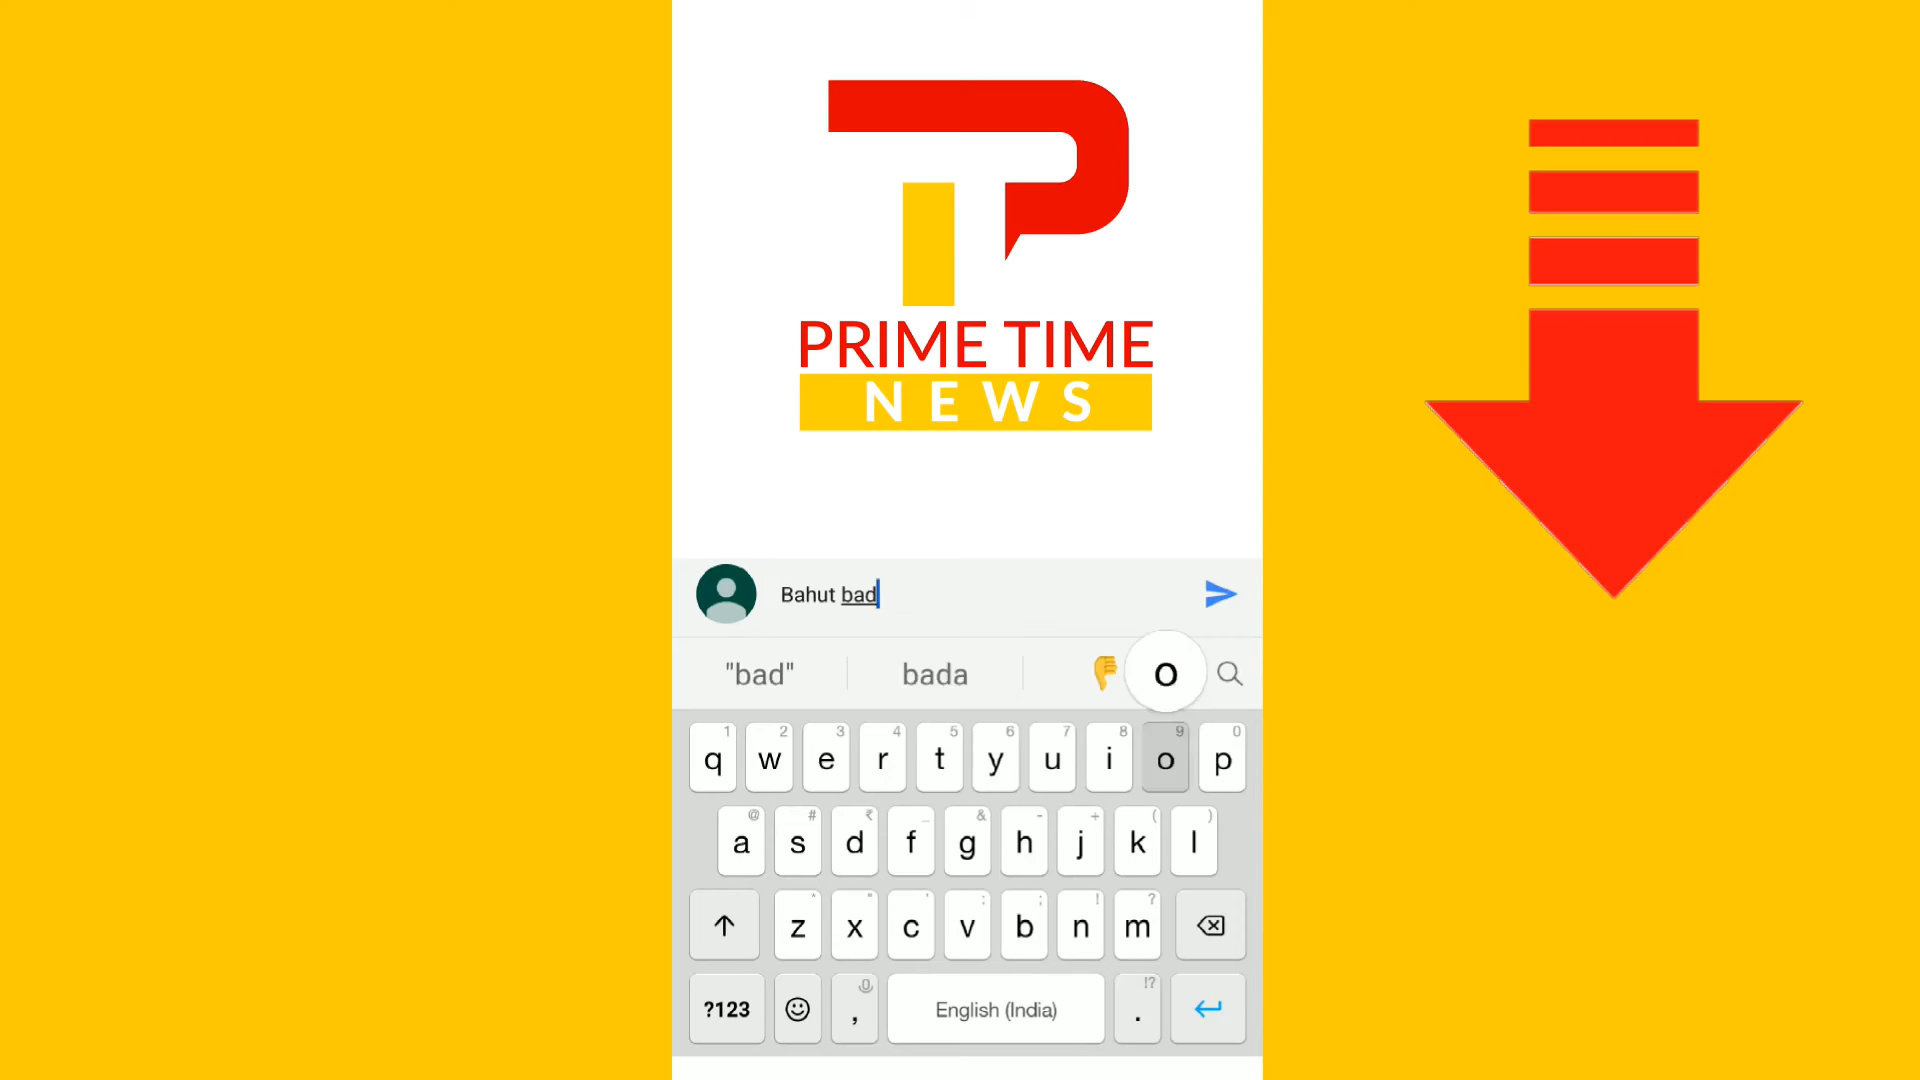 PRIME TIME
NEWS
Bahut bad
"bad" bada 👎 o
1 2 3 4 5 6 7 8 9 0
q w e r t y u i o p
@ # ₹ _ & - + ( )
a s d f g h j k l
* " ' : ; ! ?
z x c v b n m
!?
?123 , English (India) .